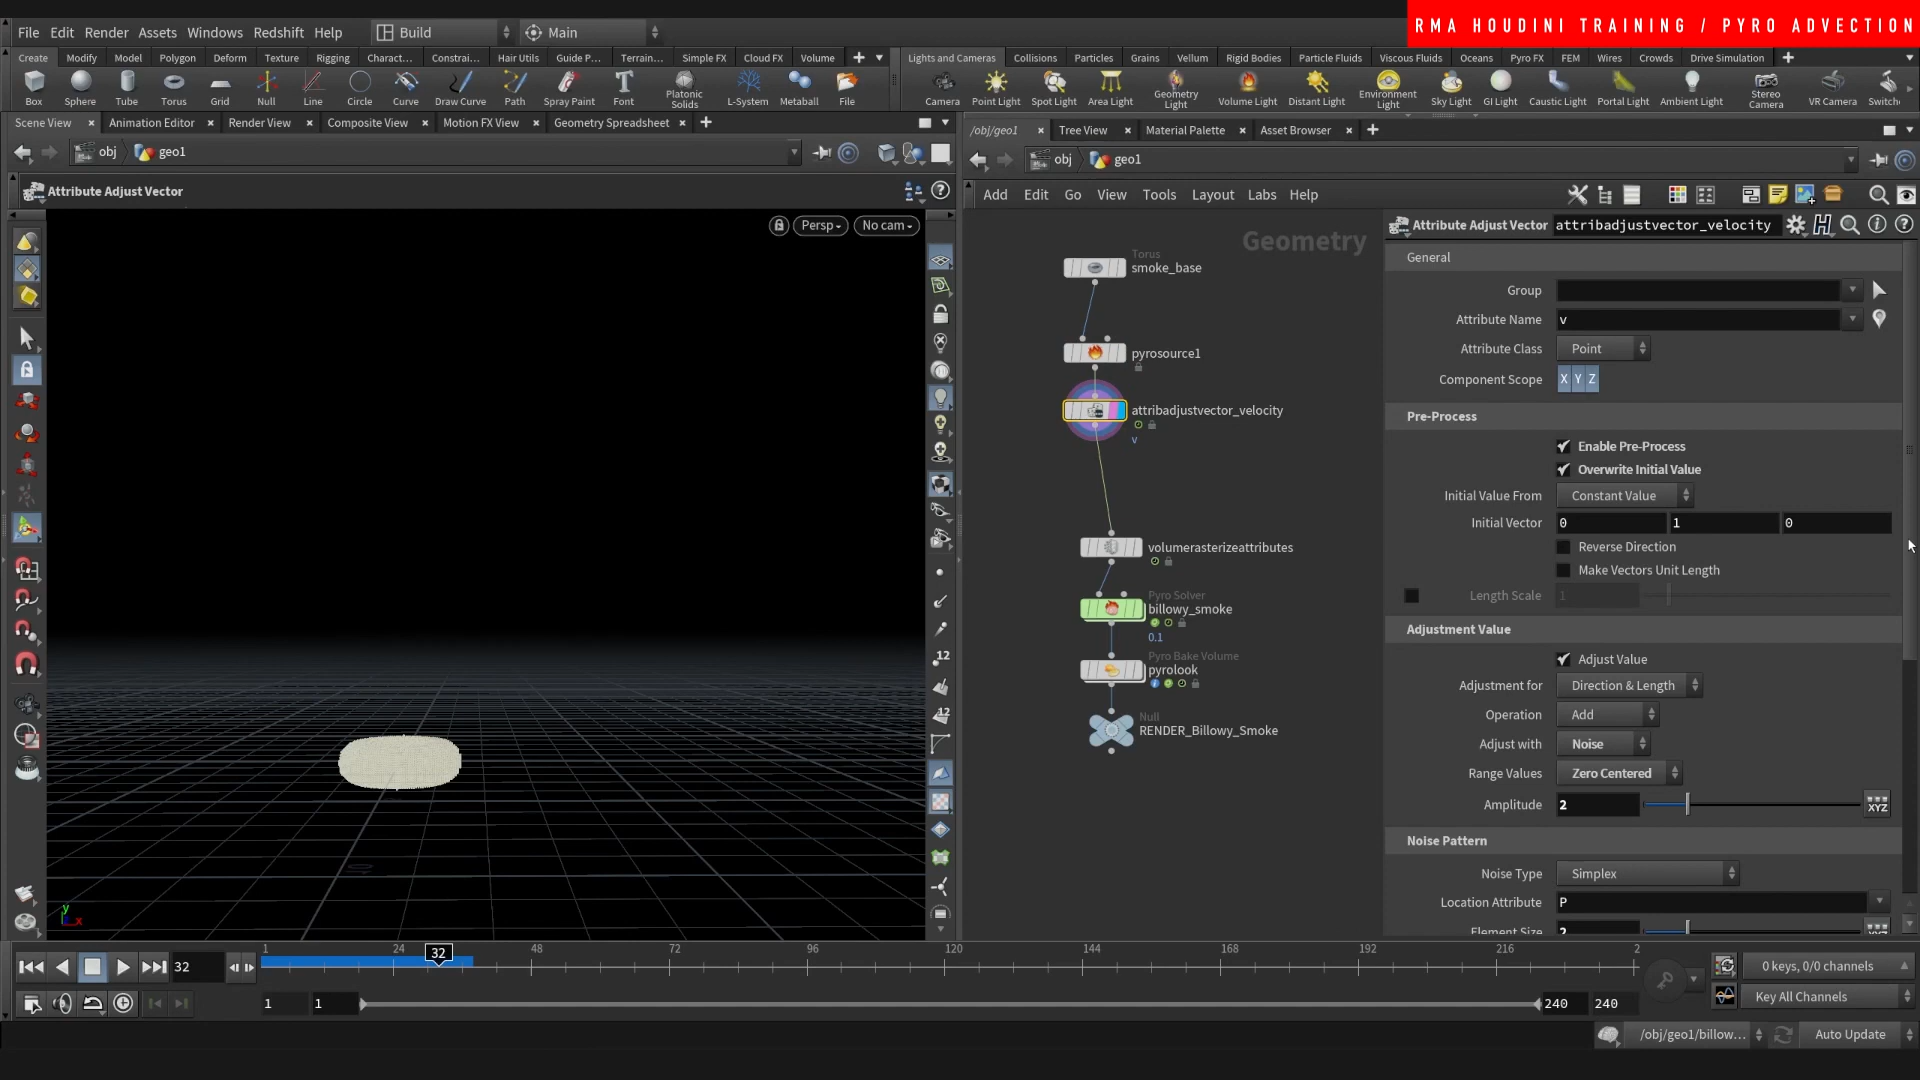 RMA HOUDINI TRAINING / PYRO ADVECTION
File Edit Render Assets Windows Redshift Help Build Main
Create Modify Model Polygon Deform Texture Rigging Charact... Constrai... Hair Utils Guide P... Terrain... Simple FX Cloud FX Volume
Lights and Cameras Collisions Particles Grains Vellum Rigid Bodies Particle Fluids Viscous Fluids Oceans Pyro FX FEM Wires Crowds Drive Simulation
Box Sphere Tube Torus Grid Null Line Circle Curve Draw Curve Path Spray Paint Font Platonic Solids L-System Metaball File
Camera Point Light Spot Light Area Light Geometry Light Volume Light Distant Light Environment Light Sky Light GI Light Caustic Light Portal Light Ambient Light Stereo Camera VR Camera Switch
Scene View Animation Editor Render View Composite View Motion FX View Geometry Spreadsheet
/obj/geo1 Tree View Material Palette Asset Browser
obj geo1
obj geo1
Attribute Adjust Vector
Add Edit Go View Tools Layout Labs Help
Persp No cam
Geometry
Torus
smoke_base
pyrosource1
attribadjustvector_velocity
v
volumerasterizeattributes
Pyro Solver
billowy_smoke
0.1
Pyro Bake Volume
pyrolook
Null
RENDER_Billowy_Smoke
Attribute Adjust Vector attribadjustvector_velocity
General
Group
Attribute Name v
Attribute Class Point
Component Scope X Y Z
Pre-Process
Enable Pre-Process
Overwrite Initial Value
Initial Value From Constant Value
Initial Vector 0 1 0
Reverse Direction
Make Vectors Unit Length
Length Scale 1
Adjustment Value
Adjust Value
Adjustment for Direction & Length
Operation Add
Adjust with Noise
Range Values Zero Centered
Amplitude 2 XYZ
Noise Pattern
Noise Type Simplex
Location Attribute P
Element Size 2 XYZ
12
12
y
x
1 24 32 48 72 96 120 144 168 192 216 2
32
1 1 240 240
0 keys, 0/0 channels
Key All Channels
/obj/geo1/billow... Auto Update